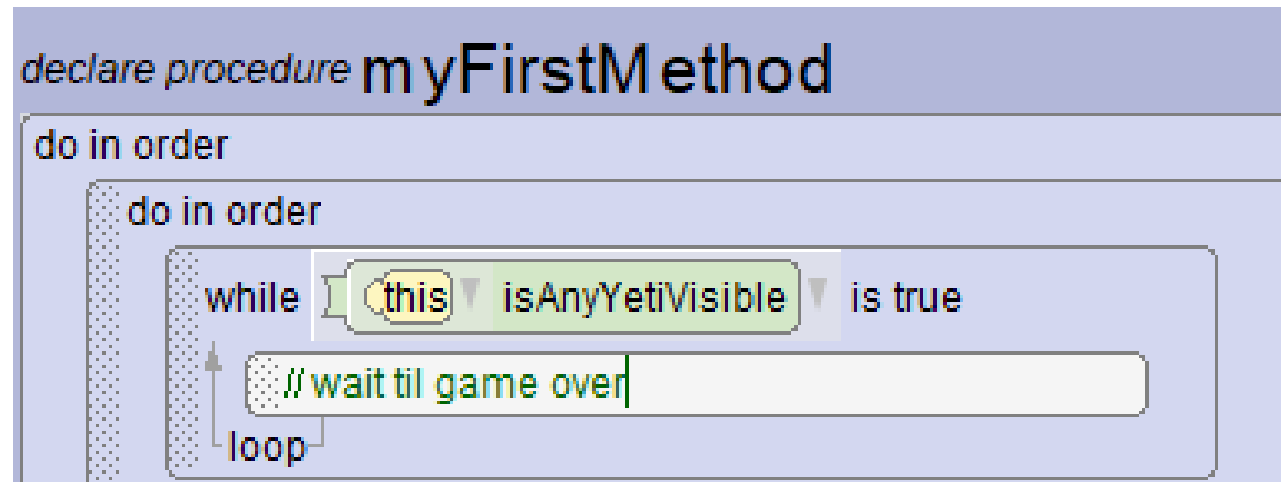 declare procedure myFirstMethod
do in order
do in order
while this isAnyYetiVisible is true
// wait til game over
loop